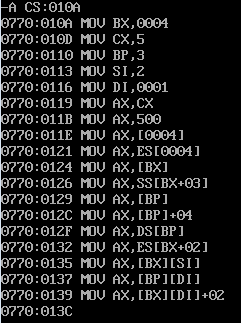 -A CS:010A
0770:010A MOV BX,0004
0770:010D MOV CX,5
0770:0110 MOV BP,3
0770:0113 MOV SI,2
0770:0116 MOV DI,0001
0770:0119 MOV AX,CX
0770:011B MOV AX,500
0770:011E MOV AX,[0004]
0770:0121 MOV AX,ES[0004]
0770:0124 MOV AX,[BX]
0770:0126 MOV AX,SS[BX+03]
0770:0129 MOV AX,[BP]
0770:012C MOV AX,[BP]+04
0770:012F MOV AX,DS[BP]
0770:0132 MOV AX,ES[BX+02]
0770:0135 MOV AX,[BX][SI]
0770:0137 MOV AX,[BP][DI]
0770:0139 MOV AX,[BX][DI]+02
0770:013C